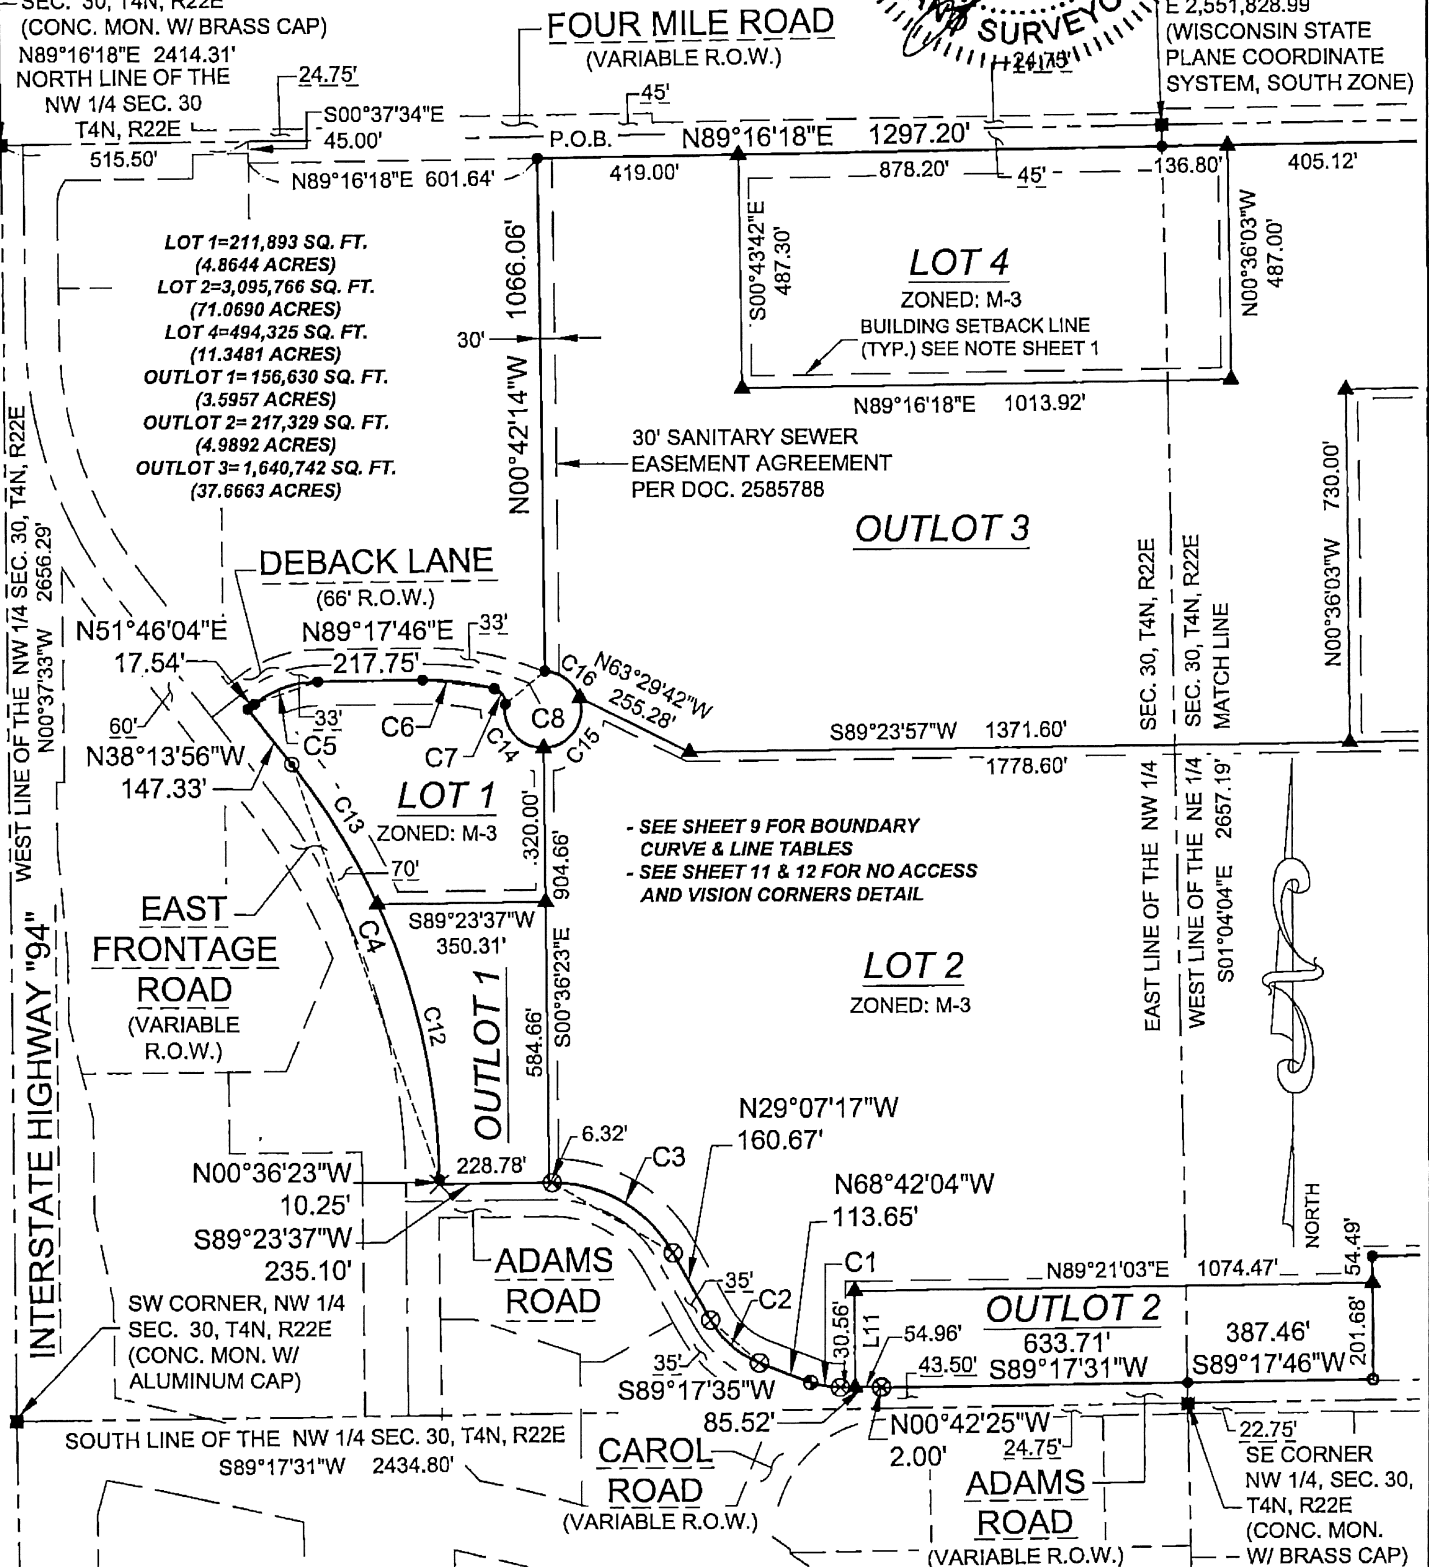 SEC. 30, T4N, R22E
(CONC. MON. W/ BRASS CAP)
N89°16'18"E 2414.31'
NORTH LINE OF THE
NW 1/4 SEC. 30
T4N, R22E
515.50'
24.75'
S00°37'34"E
45.00'
N89°16'18"E 601.64'
FOUR MILE ROAD
(VARIABLE R.O.W.)
45'
P.O.B.
N89°16'18"E 1297.20'
419.00'
878.20'
45'
136.80'
405.12'
SURVEYO
24.75'
E 2,551,828.99
(WISCONSIN STATE
PLANE COORDINATE
SYSTEM, SOUTH ZONE)
LOT 1=211,893 SQ. FT.
(4.8644 ACRES)
LOT 2=3,095,766 SQ. FT.
(71.0690 ACRES)
LOT 4=494,325 SQ. FT.
(11.3481 ACRES)
OUTLOT 1=156,630 SQ. FT.
(3.5957 ACRES)
OUTLOT 2=217,329 SQ. FT.
(4.9892 ACRES)
OUTLOT 3=1,640,742 SQ. FT.
(37.6663 ACRES)
N00°42'14"W 1066.06'
30'
S00°43'42"E
487.30'
LOT 4
ZONED: M-3
BUILDING SETBACK LINE
(TYP.) SEE NOTE SHEET 1
N00°36'03"W
487.00'
N89°16'18"E 1013.92'
30' SANITARY SEWER
EASEMENT AGREEMENT
PER DOC. 2585788
OUTLOT 3
N00°36'03"W 730.00'
WEST LINE OF THE NW 1/4 SEC. 30, T4N, R22E
N00°37'33"W 2656.29'
DEBACK LANE
(66' R.O.W.)
N51°46'04"E
17.54'
N89°17'46"E
217.75'
33'
C16
N63°29'42"W
255.28'
60'
33'
C5
C6
C7
C8
C14
C15
N38°13'56"W
147.33'
S89°23'57"W 1371.60'
1778.60'
EAST LINE OF THE NW 1/4 SEC. 30, T4N, R22E
WEST LINE OF THE NE 1/4 SEC. 30, T4N, R22E
S01°04'04"E 2657.19'
MATCH LINE
C13
LOT 1
ZONED: M-3
320.00'
904.66'
70'
- SEE SHEET 9 FOR BOUNDARY
CURVE & LINE TABLES
- SEE SHEET 11 & 12 FOR NO ACCESS
AND VISION CORNERS DETAIL
S89°23'37"W
350.31'
EAST
FRONTAGE
ROAD
(VARIABLE
R.O.W.)
C4
C12
OUTLOT 1
584.66'
S00°36'23"E
LOT 2
ZONED: M-3
INTERSTATE HIGHWAY "94"
N29°07'17"W
160.67'
6.32'
C3
228.78'
N00°36'23"W
10.25'
S89°23'37"W
235.10'
N68°42'04"W
113.65'
ADAMS
ROAD
35'
C2
C1
30.56'
L11
54.96'
35'
NORTH
N89°21'03"E 1074.47'
54.49'
OUTLOT 2
633.71'
S89°17'31"W
387.46'
S89°17'46"W
201.68'
43.50'
S89°17'35"W
85.52'
SW CORNER, NW 1/4
SEC. 30, T4N, R22E
(CONC. MON. W/
ALUMINUM CAP)
SOUTH LINE OF THE NW 1/4 SEC. 30, T4N, R22E
S89°17'31"W 2434.80'
CAROL
ROAD
(VARIABLE R.O.W.)
N00°42'25"W
2.00'
24.75'
ADAMS
ROAD
(VARIABLE R.O.W.)
22.75'
SE CORNER
NW 1/4, SEC. 30,
T4N, R22E
(CONC. MON.
W/ BRASS CAP)